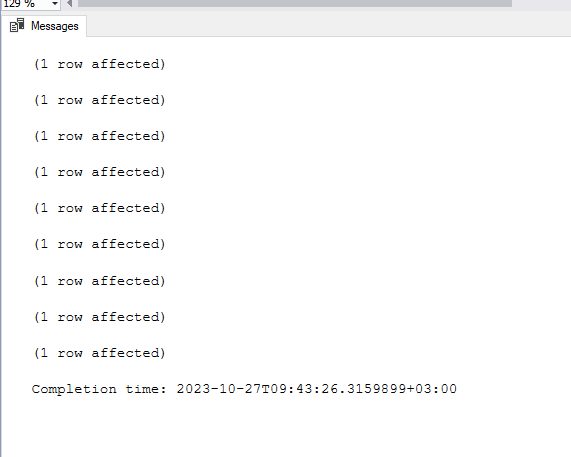 129 %
Messages
(1 row affected)
(1 row affected)
(1 row affected)
(1 row affected)
(1 row affected)
(1 row affected)
(1 row affected)
(1 row affected)
(1 row affected)
Completion time: 2023-10-27T09:43:26.3159899+03:00